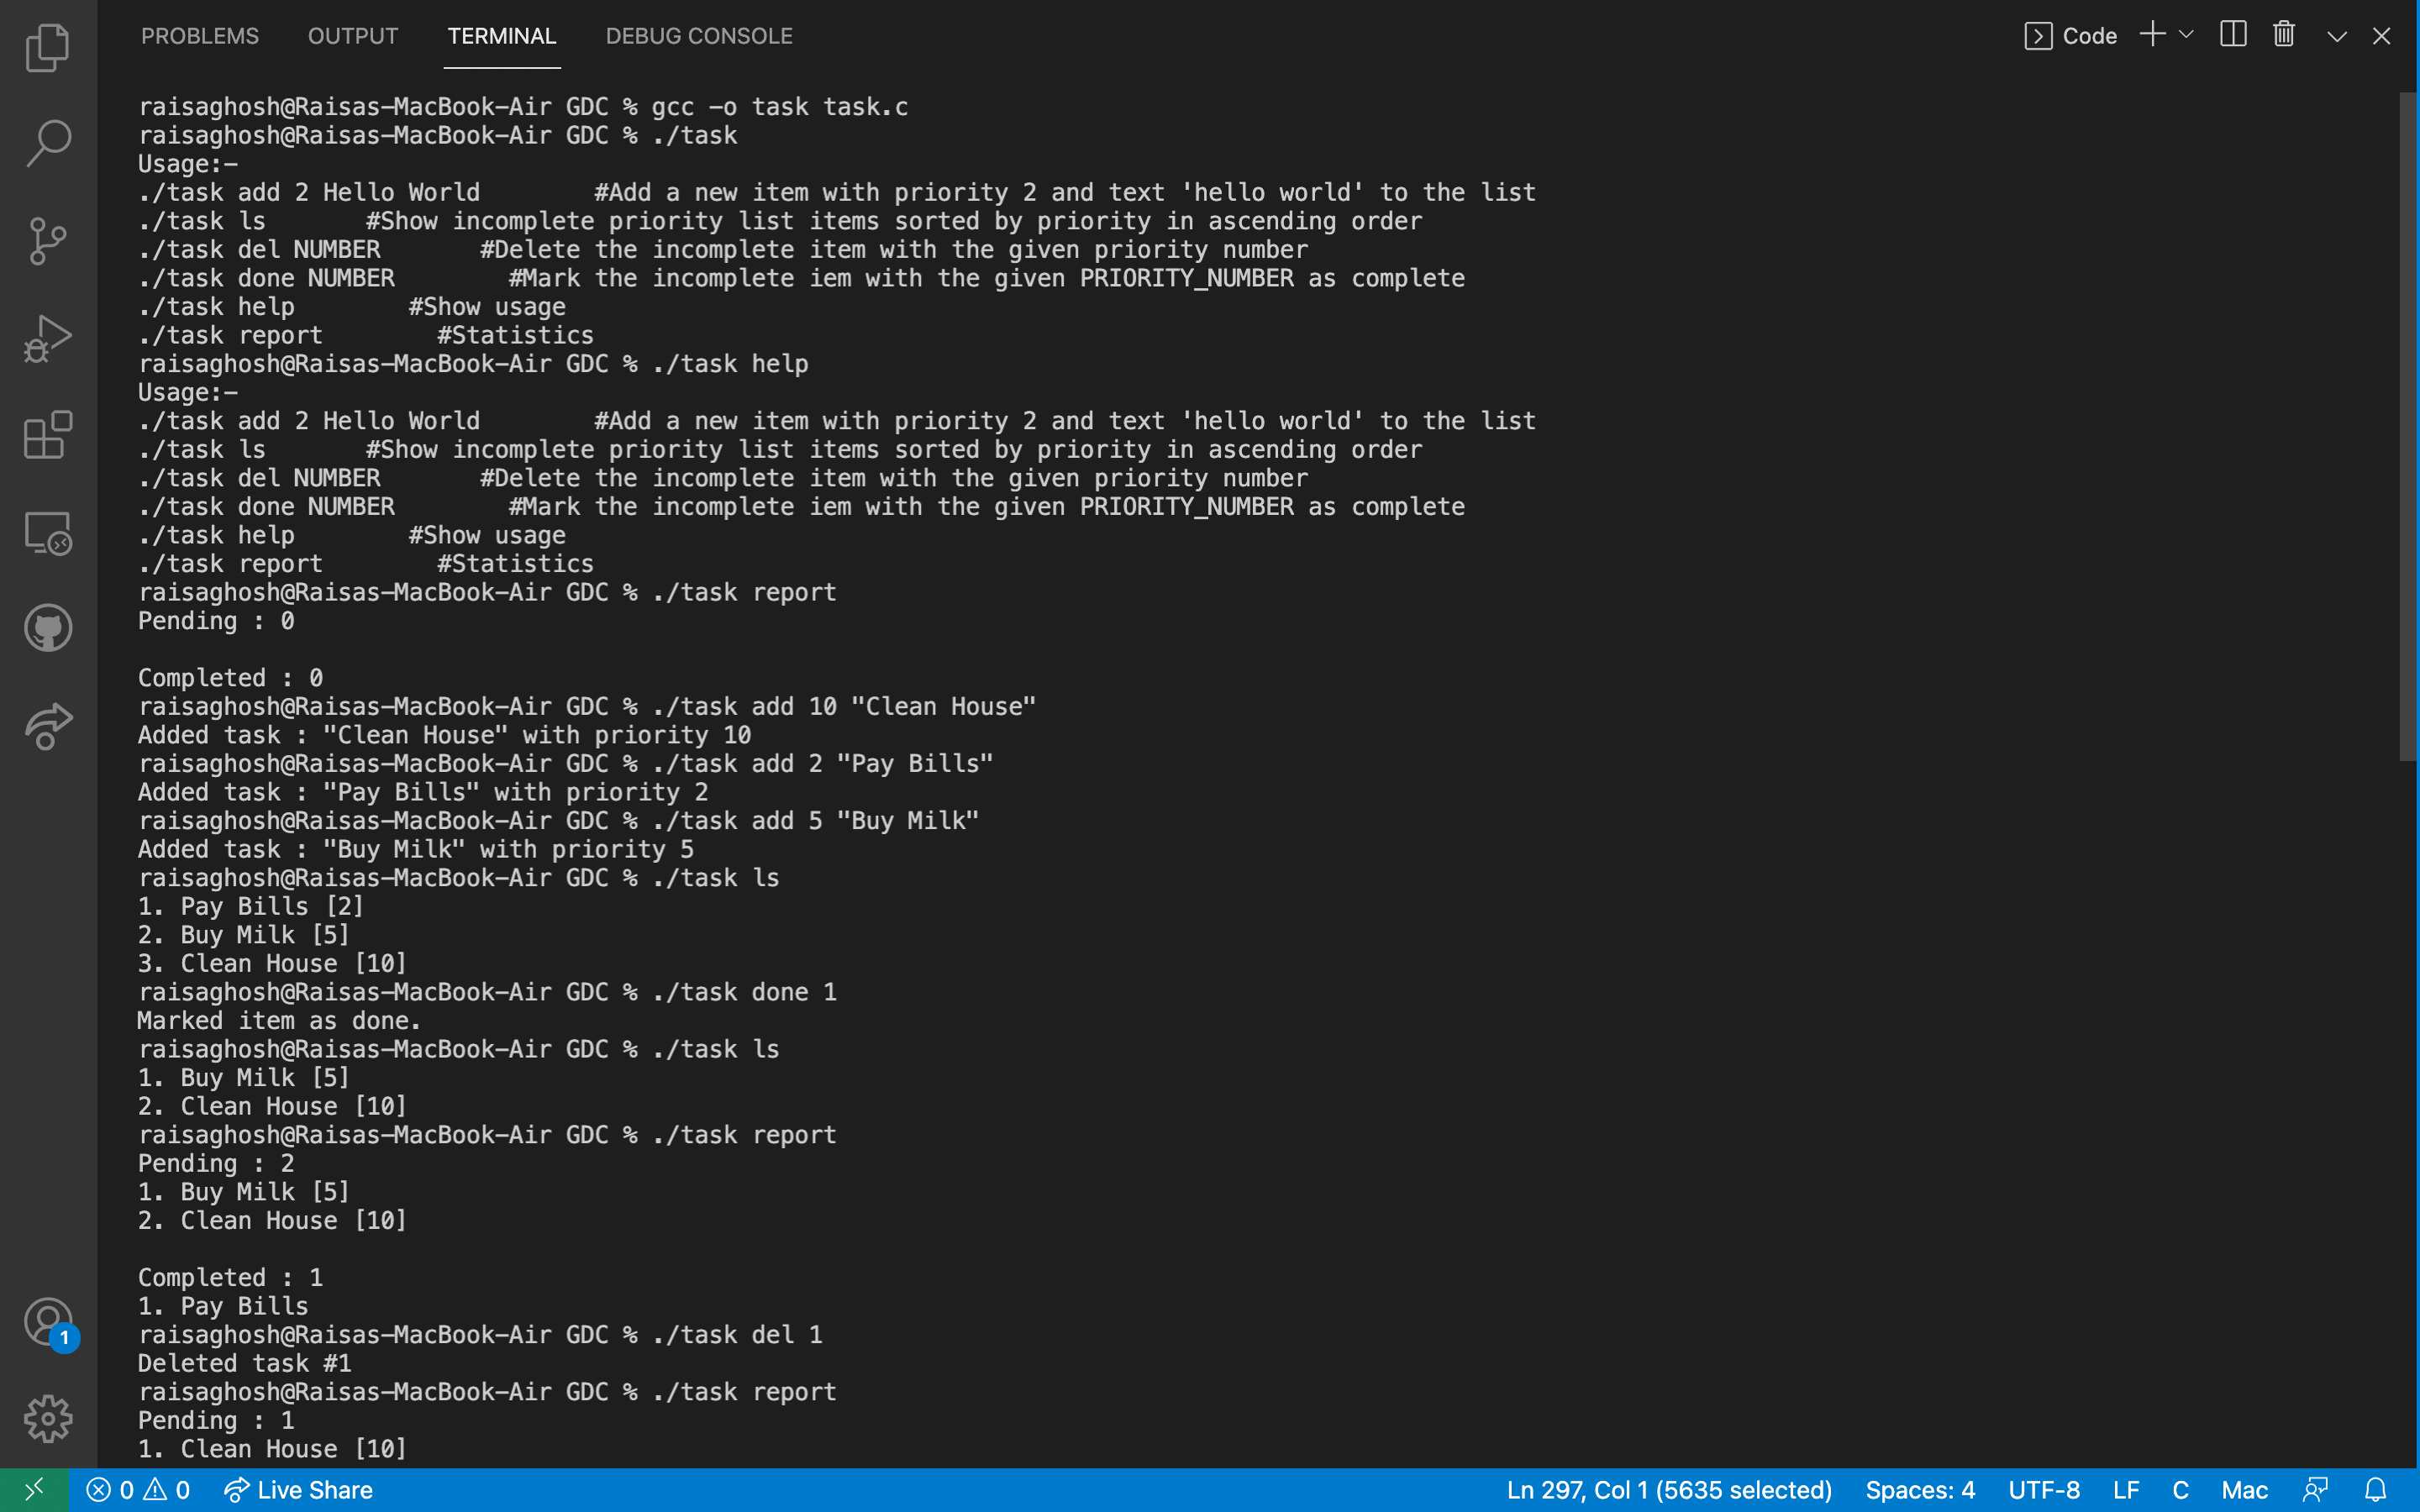 PROBLEMS OUTPUT TERMINAL DEBUG CONSOLE Code
raisaghosh@Raisas-MacBook-Air GDC % gcc -o task task.c
raisaghosh@Raisas-MacBook-Air GDC % ./task
Usage:-
./task add 2 Hello World        #Add a new item with priority 2 and text 'hello world' to the list
./task ls       #Show incomplete priority list items sorted by priority in ascending order
./task del NUMBER       #Delete the incomplete item with the given priority number
./task done NUMBER        #Mark the incomplete iem with the given PRIORITY_NUMBER as complete
./task help        #Show usage
./task report        #Statistics
raisaghosh@Raisas-MacBook-Air GDC % ./task help
Usage:-
./task add 2 Hello World        #Add a new item with priority 2 and text 'hello world' to the list
./task ls       #Show incomplete priority list items sorted by priority in ascending order
./task del NUMBER       #Delete the incomplete item with the given priority number
./task done NUMBER        #Mark the incomplete iem with the given PRIORITY_NUMBER as complete
./task help        #Show usage
./task report        #Statistics
raisaghosh@Raisas-MacBook-Air GDC % ./task report
Pending : 0
Completed : 0
raisaghosh@Raisas-MacBook-Air GDC % ./task add 10 "Clean House"
Added task : "Clean House" with priority 10
raisaghosh@Raisas-MacBook-Air GDC % ./task add 2 "Pay Bills"
Added task : "Pay Bills" with priority 2
raisaghosh@Raisas-MacBook-Air GDC % ./task add 5 "Buy Milk"
Added task : "Buy Milk" with priority 5
raisaghosh@Raisas-MacBook-Air GDC % ./task ls
1. Pay Bills [2]
2. Buy Milk [5]
3. Clean House [10]
raisaghosh@Raisas-MacBook-Air GDC % ./task done 1
Marked item as done.
raisaghosh@Raisas-MacBook-Air GDC % ./task ls
1. Buy Milk [5]
2. Clean House [10]
raisaghosh@Raisas-MacBook-Air GDC % ./task report
Pending : 2
1. Buy Milk [5]
2. Clean House [10]
Completed : 1
1. Pay Bills
raisaghosh@Raisas-MacBook-Air GDC % ./task del 1
Deleted task #1
raisaghosh@Raisas-MacBook-Air GDC % ./task report
Pending : 1
1. Clean House [10]
1
0 0 Live Share Ln 297, Col 1 (5635 selected) Spaces: 4 UTF-8 LF C Mac